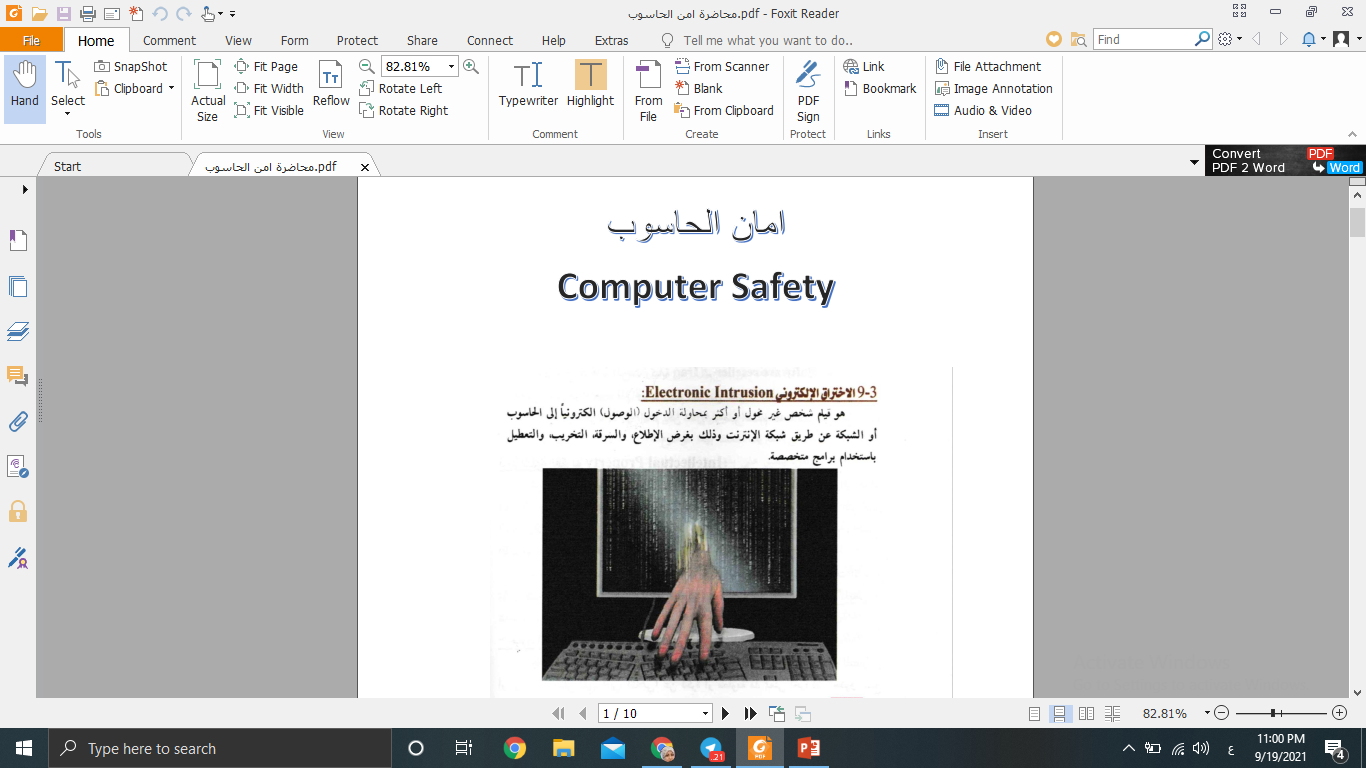 محاضرة امن الحاسوب.pdf - Foxit Reader
File Home Comment View Form Protect Share Connect Help Extras Tell me what you want to do.. Find
Hand
Select
SnapShot
Clipboard
Tools
Actual Size
Fit Page
Fit Width
Fit Visible
Reflow
82.81%
Rotate Left
Rotate Right
View
Typewriter
Highlight
Comment
From File
From Scanner
Blank
From Clipboard
Create
PDF Sign
Protect
Link
Bookmark
Links
File Attachment
Image Annotation
Audio & Video
Insert
Start
محاضرة امن الحاسوب.pdf
Convert PDF
PDF 2 Word Word
امان الحاسوب
Computer Safety
9-3 الاختراق الإلكتروني Electronic Intrusion:
هو قيام شخص غير مخول أو أكثر بمحاولة الدخول (الوصول) الكترونياً إلى الحاسوب
أو الشبكة عن طريق شبكة الإنترنت وذلك بغرض الإطلاع، والسرقة، التخريب، والتعطيل
باستخدام برامج متخصصة.
1 / 10
82.81%
Type here to search
21
PDF
ع
11:00 PM
9/19/2021
4